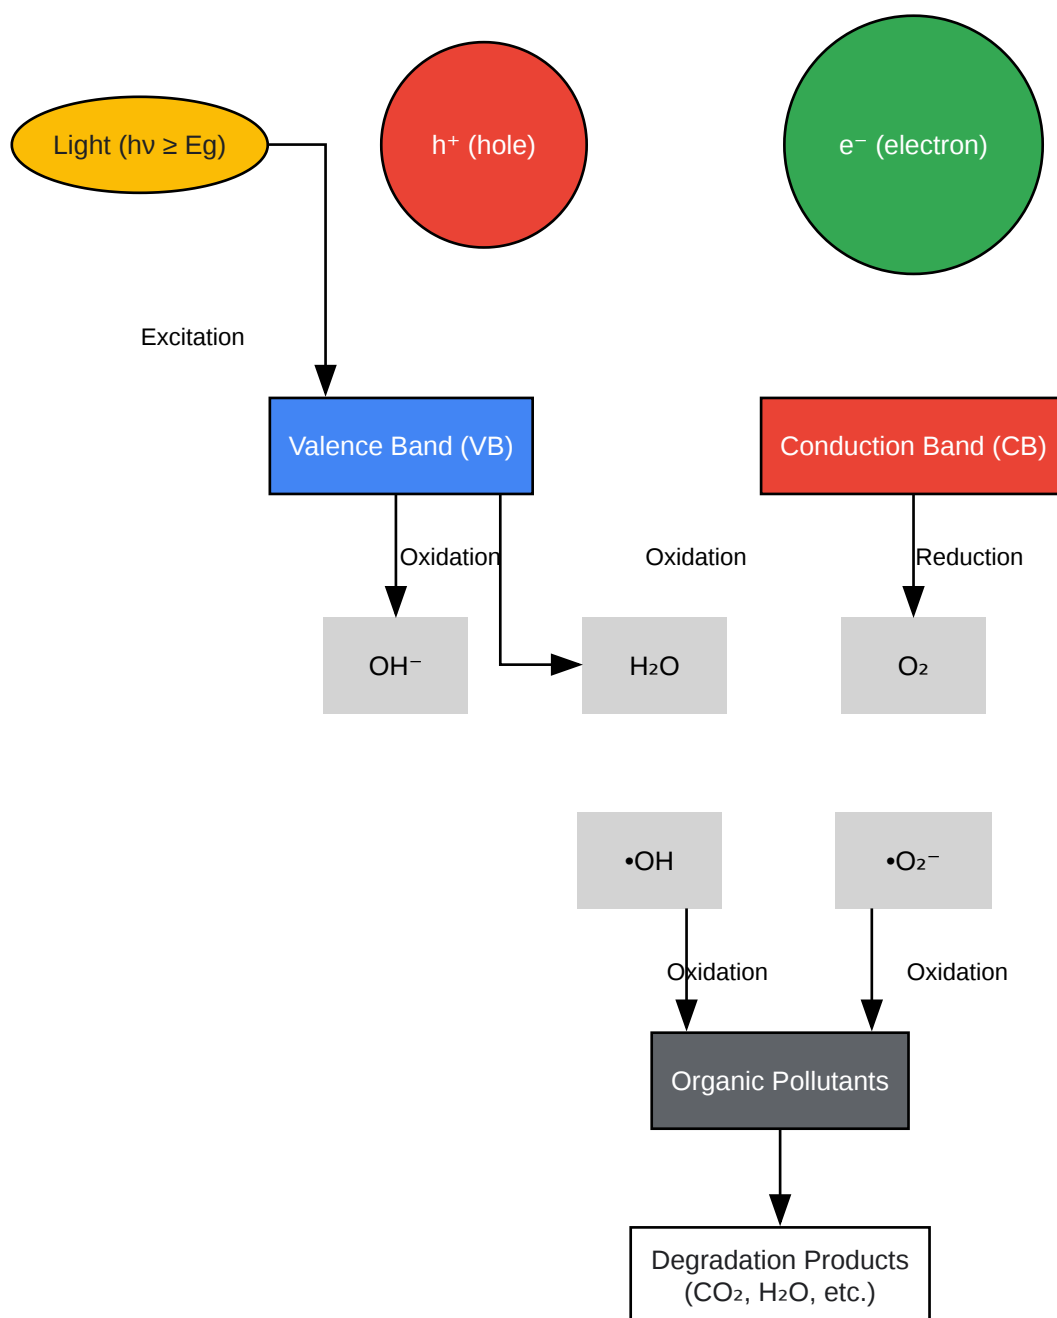 Light (hν ≥ Eg)
h⁺ (hole)
e⁻ (electron)
Excitation
Valence Band (VB)
Conduction Band (CB)
Oxidation
Oxidation
Reduction
OH⁻
H₂O
O₂
•OH
•O₂⁻
Oxidation
Oxidation
Organic Pollutants
Degradation Products
(CO₂, H₂O, etc.)